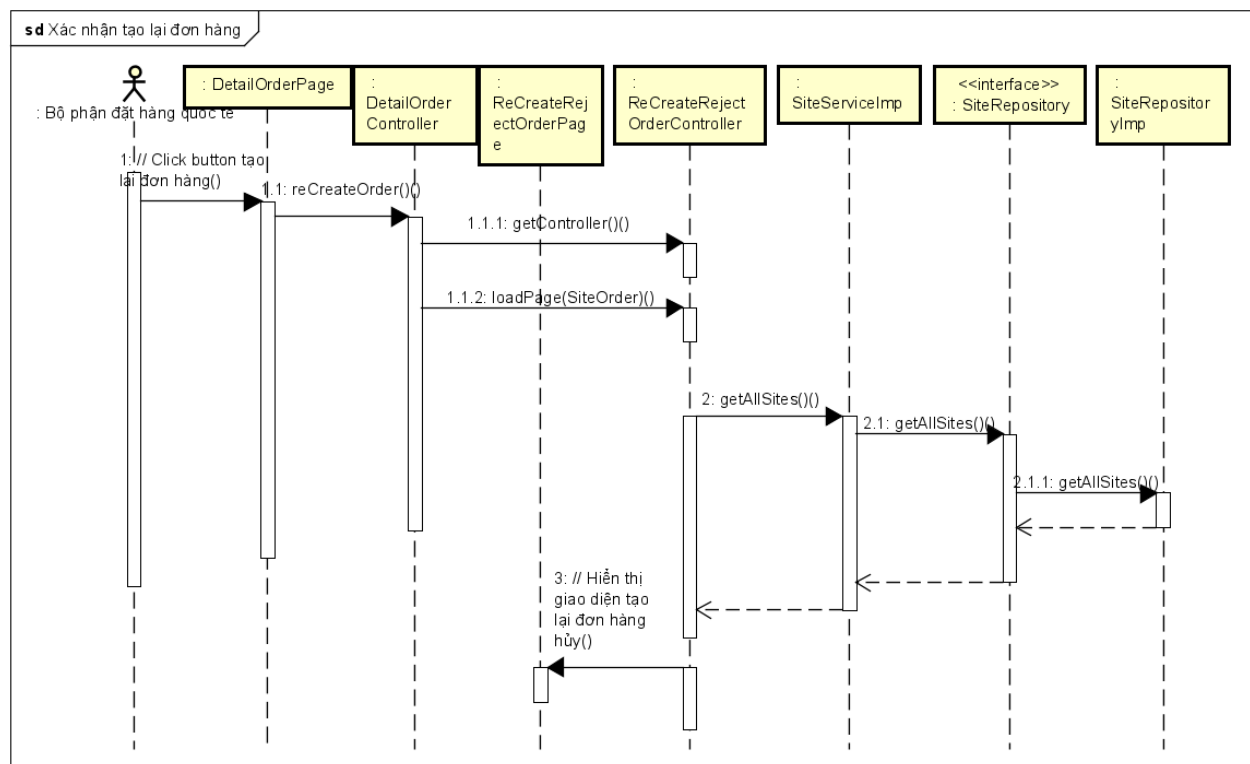 sd Xác nhận tạo lại đơn hàng
: Bộ phận đặt hàng quốc tế
: DetailOrderPage
:
DetailOrder
Controller
:
ReCreateRej
ectOrderPag
e
:
ReCreateReject
OrderController
:
SiteServiceImp
<<interface>>
: SiteRepository
:
SiteRepositor
yImp
1: // Click button tạo
lại đơn hàng()
1.1: reCreateOrder()()
1.1.1: getController()()
1.1.2: loadPage(SiteOrder)()
2: getAllSites()()
2.1: getAllSites()()
2.1.1: getAllSites()()
3: // Hiển thị
giao diện tạo
lại đơn hàng
hủy()